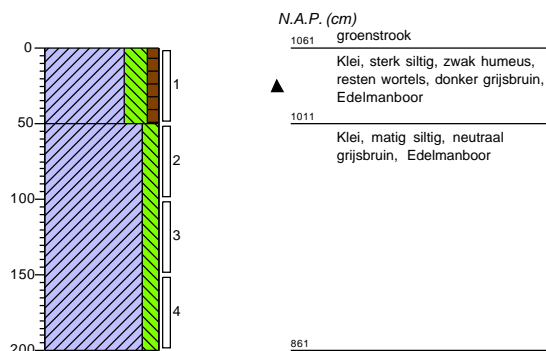 N.A.P. (cm)
0
1061 groenstrook
Klei, sterk siltig, zwak humeus,
resten wortels, donker grijsbruin,
Edelmanboor
1
50
1011
Klei, matig siltig, neutraal
grijsbruin, Edelmanboor
2
100
3
150
4
200
861